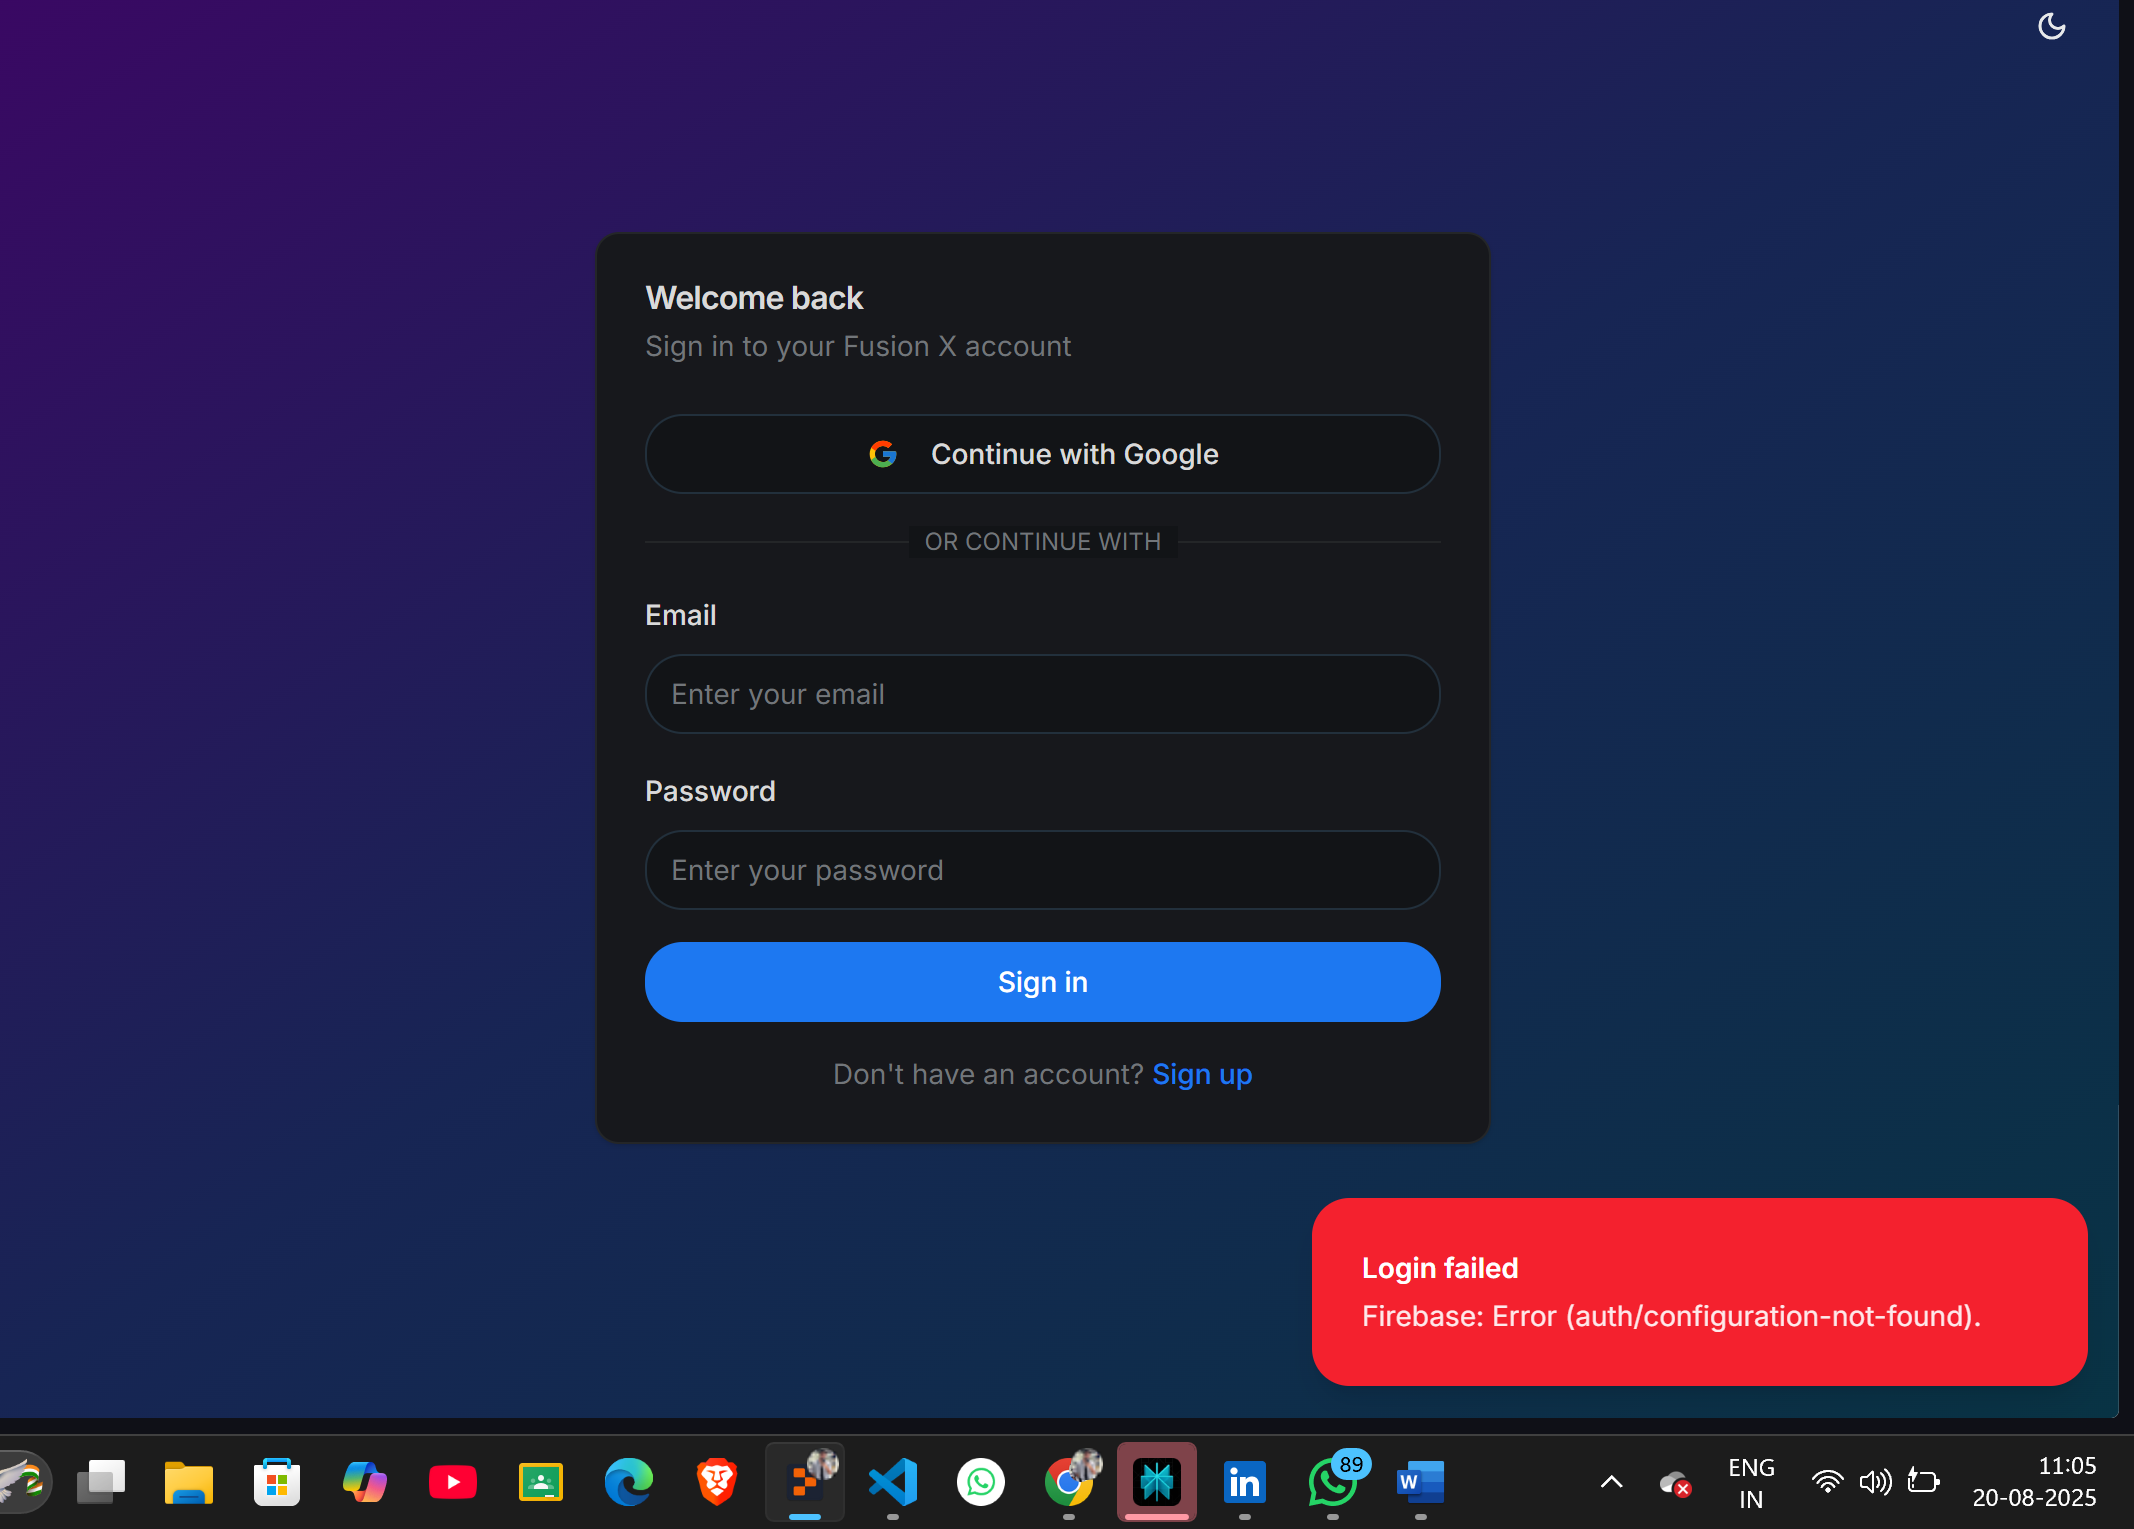 Welcome back
Sign in to your Fusion X account
Continue with Google
OR CONTINUE WITH
Email
Enter your email
Password
Enter your password
Sign in
Don't have an account? Sign up
Login failed
Firebase: Error (auth/configuration-not-found).
in
89
W
ENG
IN
11:05
20-08-2025